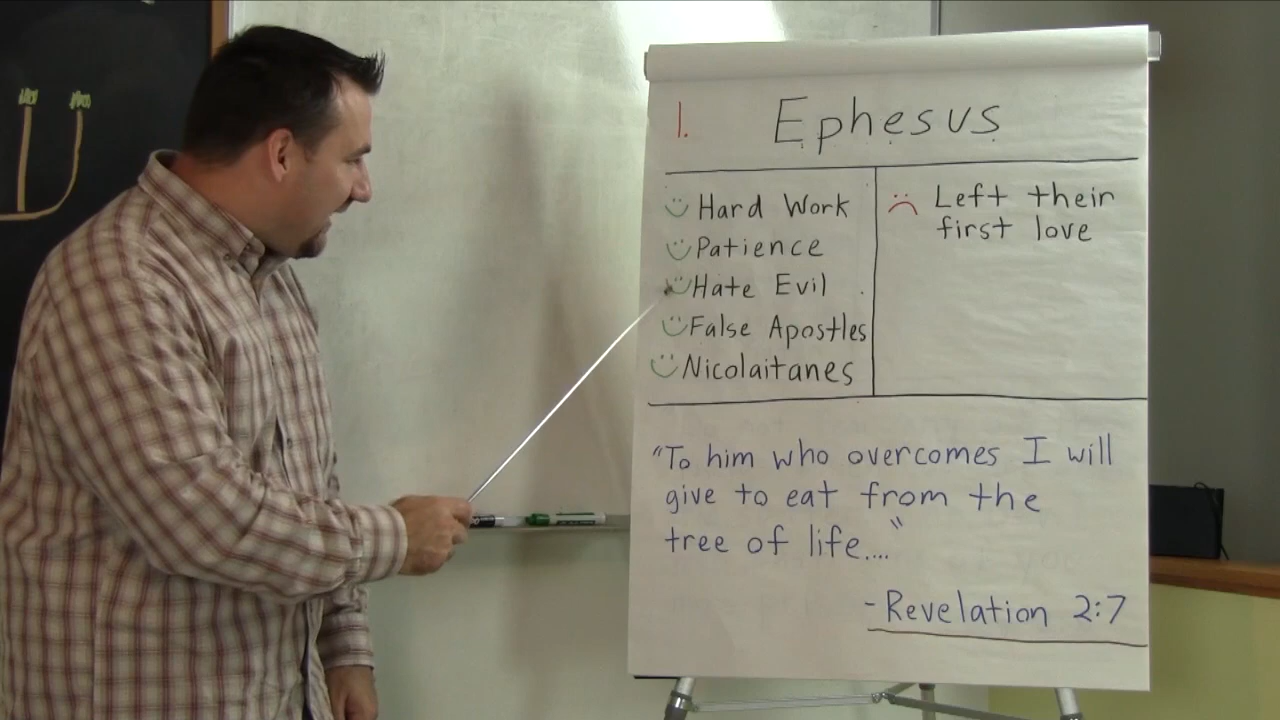 1. Ephesus
Hard Work
Patience
Hate Evil
False Apostles
Nicolaitanes
Left their
first love
"To him who overcomes I will
give to eat from the
tree of life...."
- Revelation 2:7